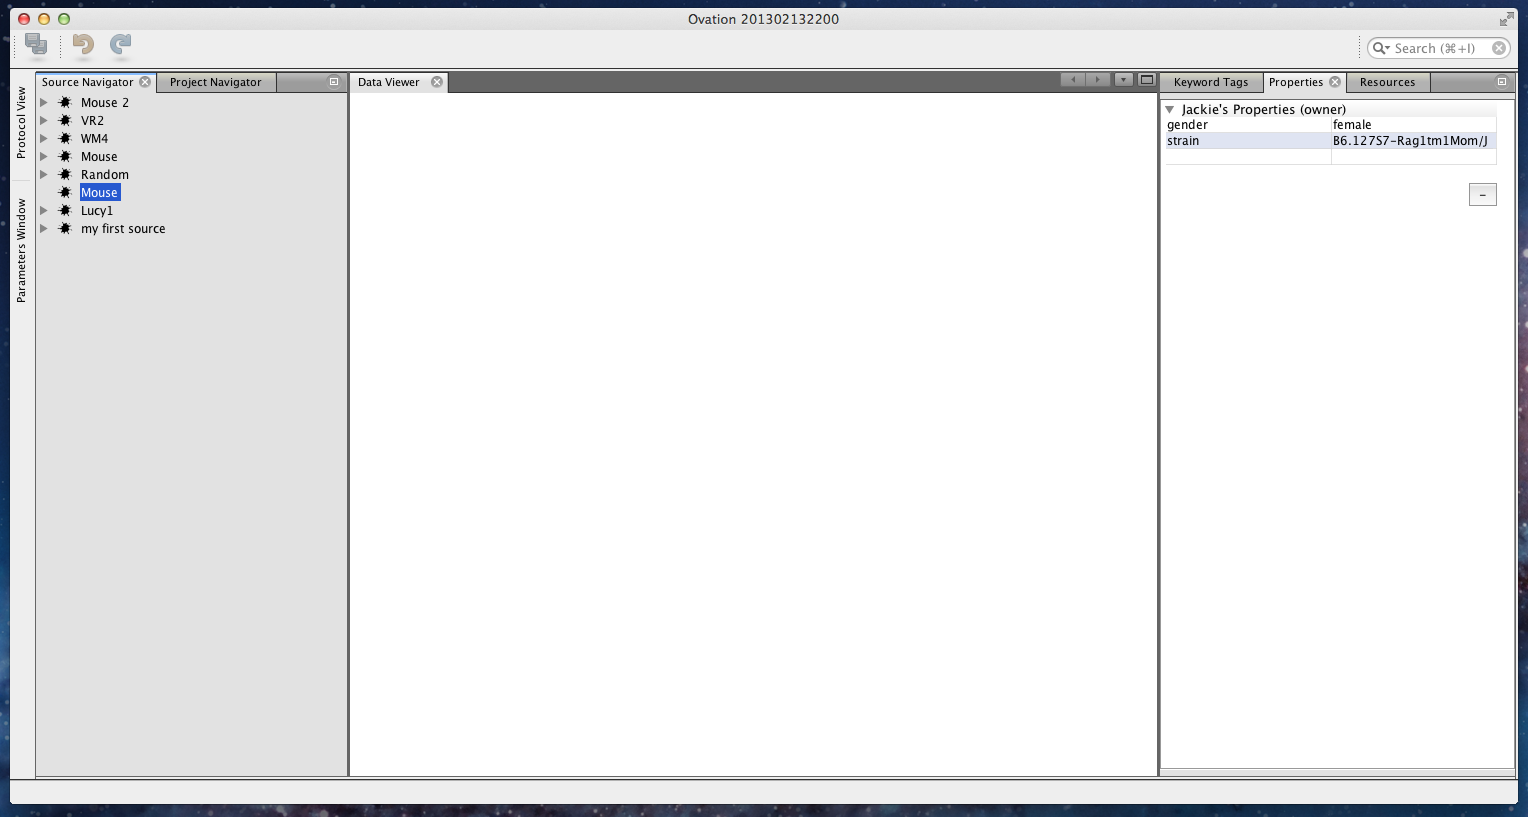 Ovation 201302132200
Search (⌘+I)
Source Navigator
Project Navigator
Data Viewer
Keyword Tags
Properties
Resources
Protocol View
Parameters Window
Mouse 2
VR2
WM4
Mouse
Random
Mouse
Lucy1
my first source
Jackie's Properties (owner)
gender female
strain B6.127S7-Rag1tm1Mom/J
-